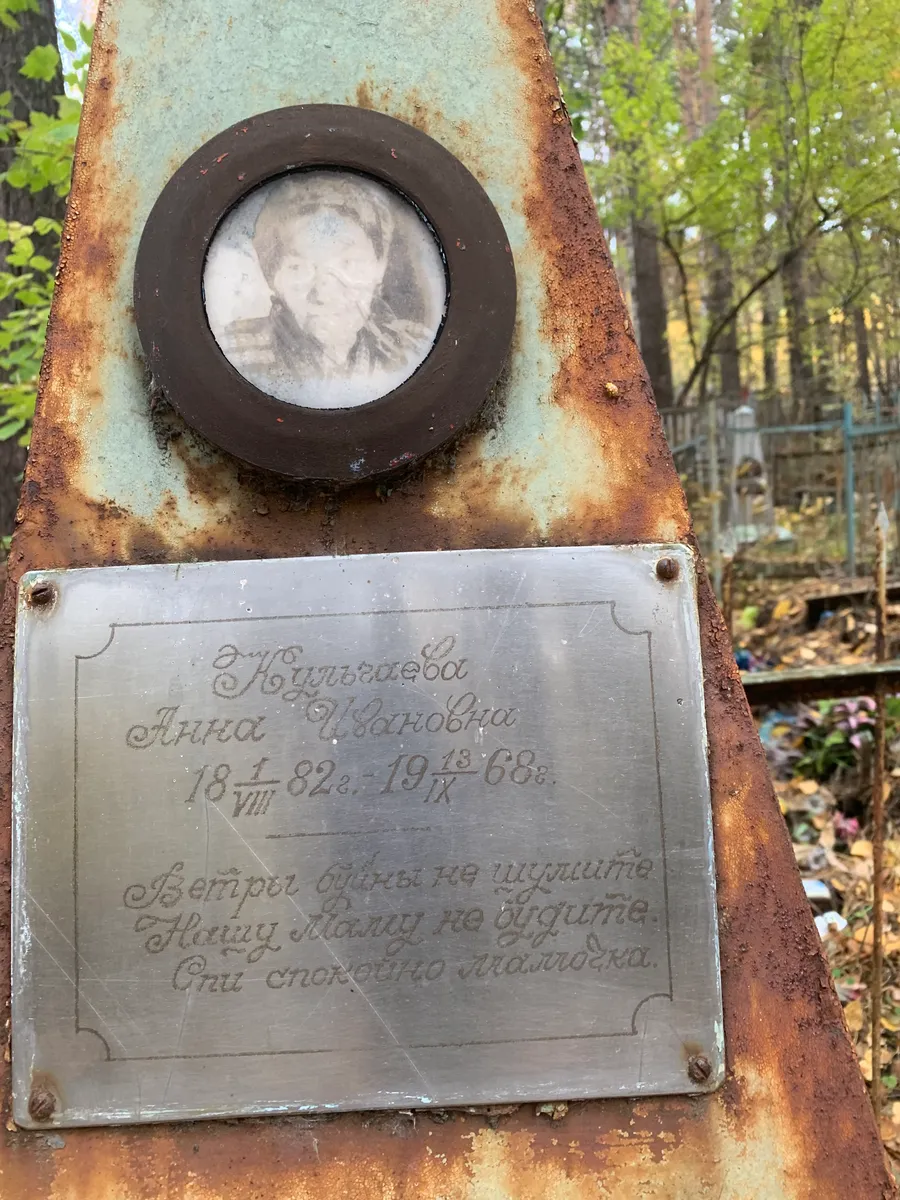 Кульчаева
Анна Ивановна
18 1/VIII 82г.- 19 13/IX 68г.
Ветры буйны не шумите
Нашу Маму не будите.
Спи спокойно мамочка.